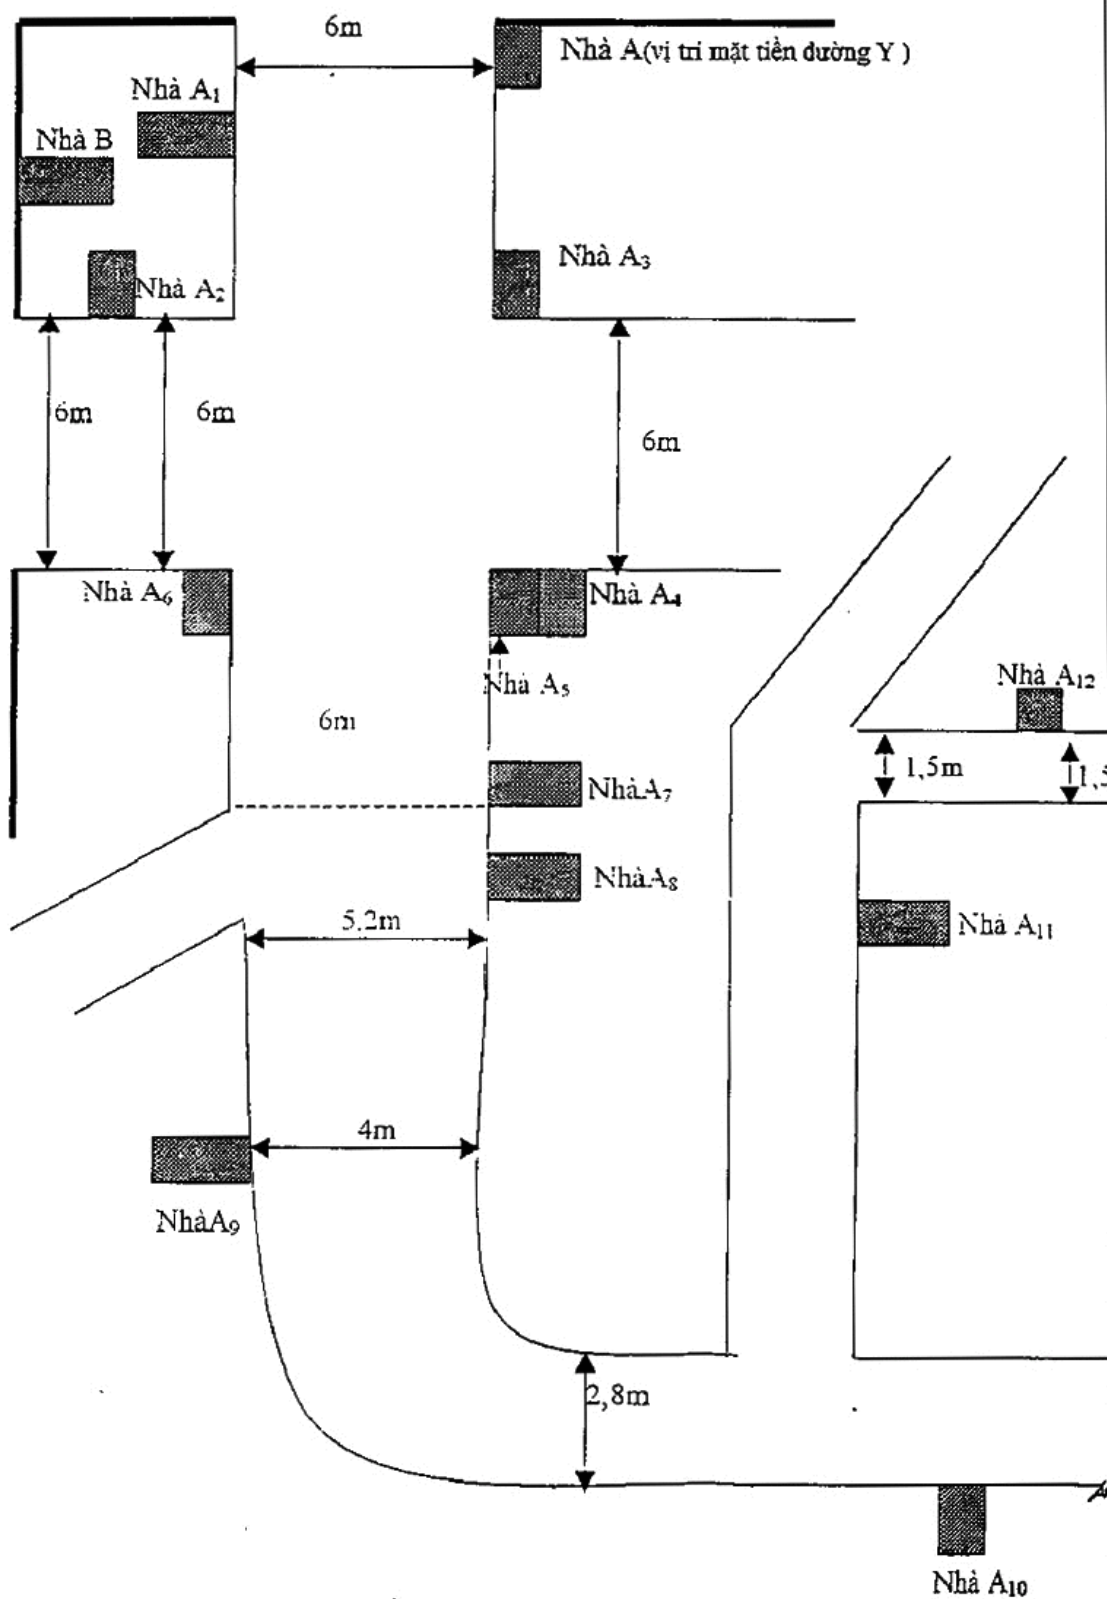 6m
Nhà A(vị trí mặt tiền đường Y )
Nhà A₁
Nhà B
Nhà A₃
Nhà A₂
6m
6m
6m
Nhà A₆
Nhà A₄
Nhà A₅
Nhà A₁₂
6m
1,5m
1,5
NhàA₇
NhàA₈
5.2m
Nhà A₁₁
4m
NhàA₉
2,8m
Nhà A₁₀